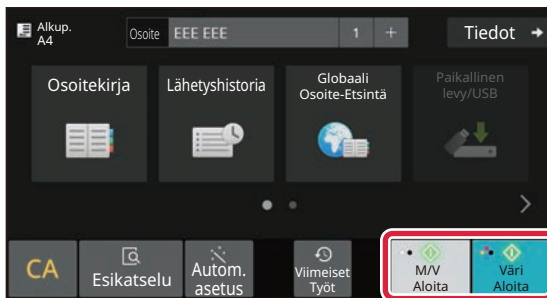 Alkup.
A4
Osoite EEE EEE 1 +
Tiedot
Osoitekirja
Lähetyshistoria
Globaali
Osoite-Etsintä
Paikallinen
levy/USB
CA
Esikatselu
Autom.
asetus
Viimeiset
Työt
M/V
Aloita
Väri
Aloita